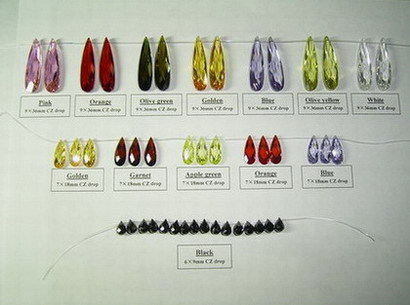 Pink
9×36mm CZ drop
Orange
9×36mm CZ drop
Olive green
9×36mm CZ drop
Golden
9×36mm CZ drop
Blue
9×36mm CZ drop
Olive yellow
9×36mm CZ drop
White
9×36mm CZ drop
Golden
7×18mm CZ drop
Garnet
7×18mm CZ drop
Apple green
7×18mm CZ drop
Orange
7×18mm CZ drop
Blue
7×18mm CZ drop
Black
6×9mm CZ drop